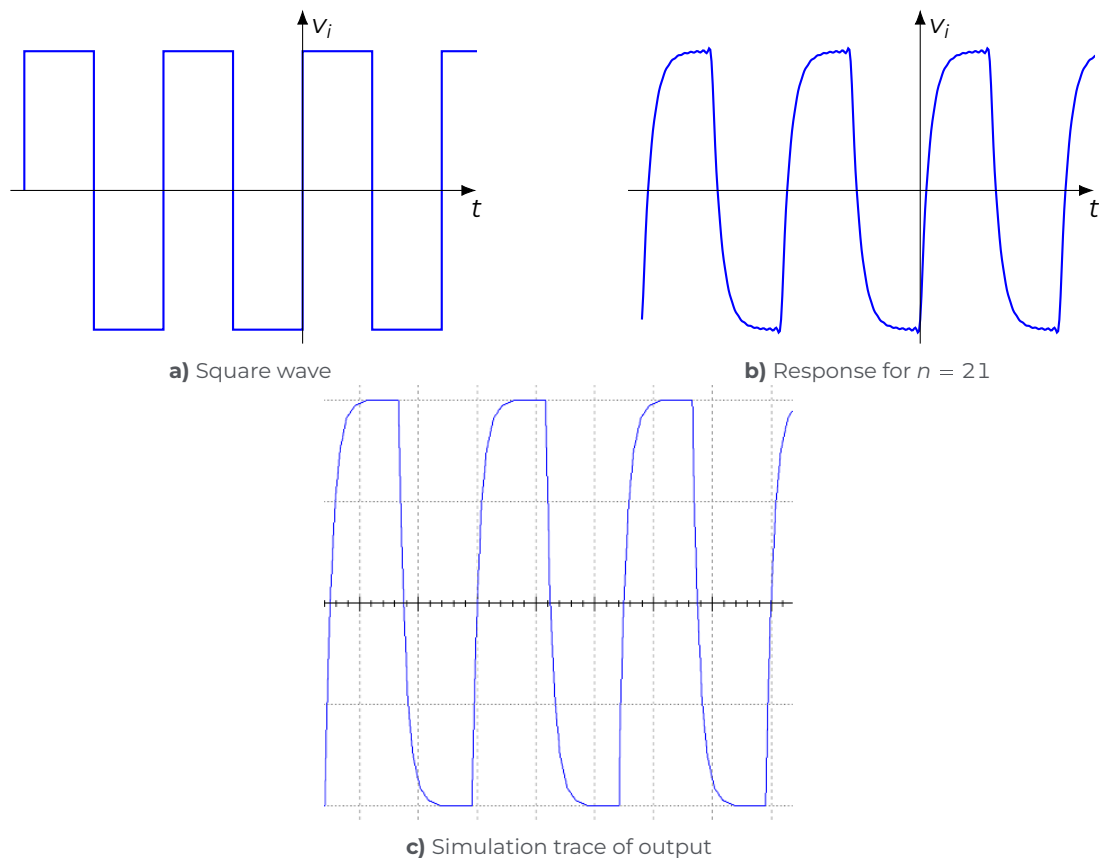 v_i
t
a) Square wave
v_i
t
b) Response for n = 21
c) Simulation trace of output